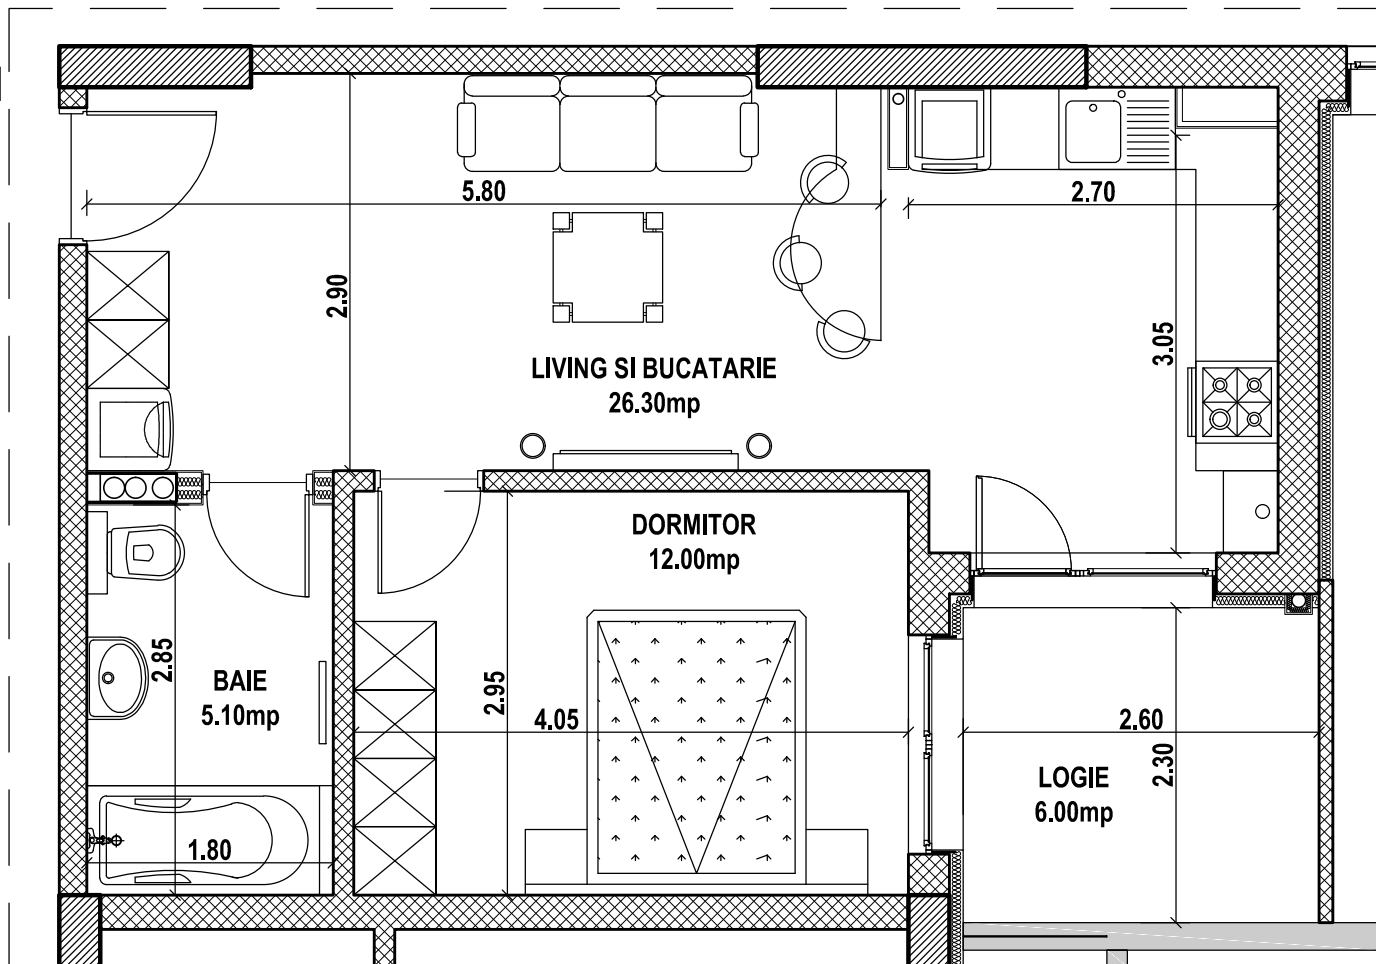 5.80
2.70
2.90
3.05
LIVING SI BUCATARIE
26.30mp
DORMITOR
12.00mp
2.85
BAIE
5.10mp
2.95
4.05
2.60
2.30
LOGIE
6.00mp
1.80